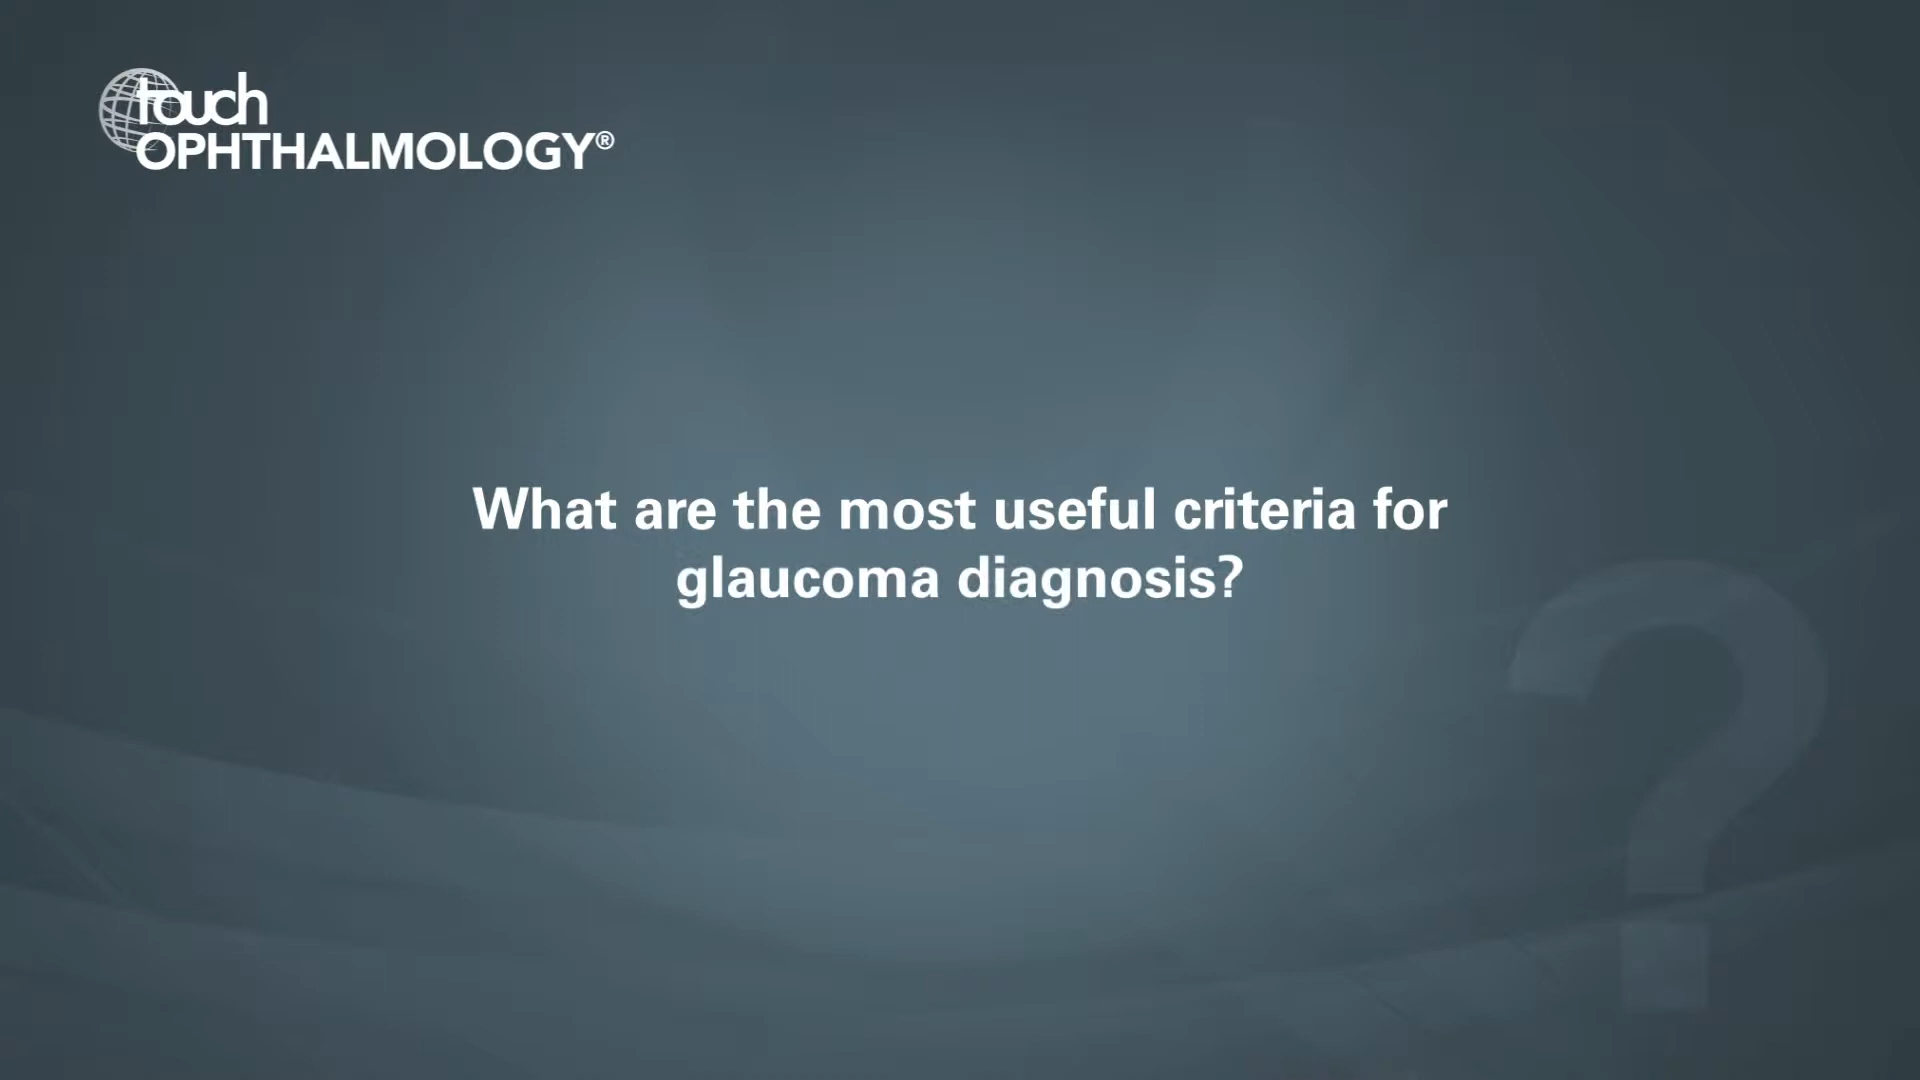 touch
OPHTHALMOLOGY®
What are the most useful criteria for
glaucoma diagnosis?
?